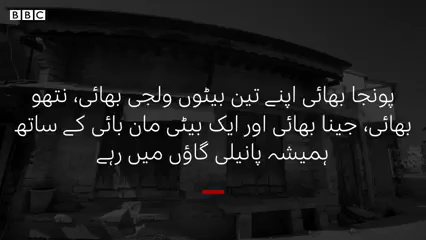 BBC
پونجا بھائی اپنے تین بیٹوں ولجی بھائی، نتھو
بھائی، جینا بھائی اور ایک بیٹی مان بائی کے ساتھ
ہمیشہ پانیلی گاؤں میں رہے